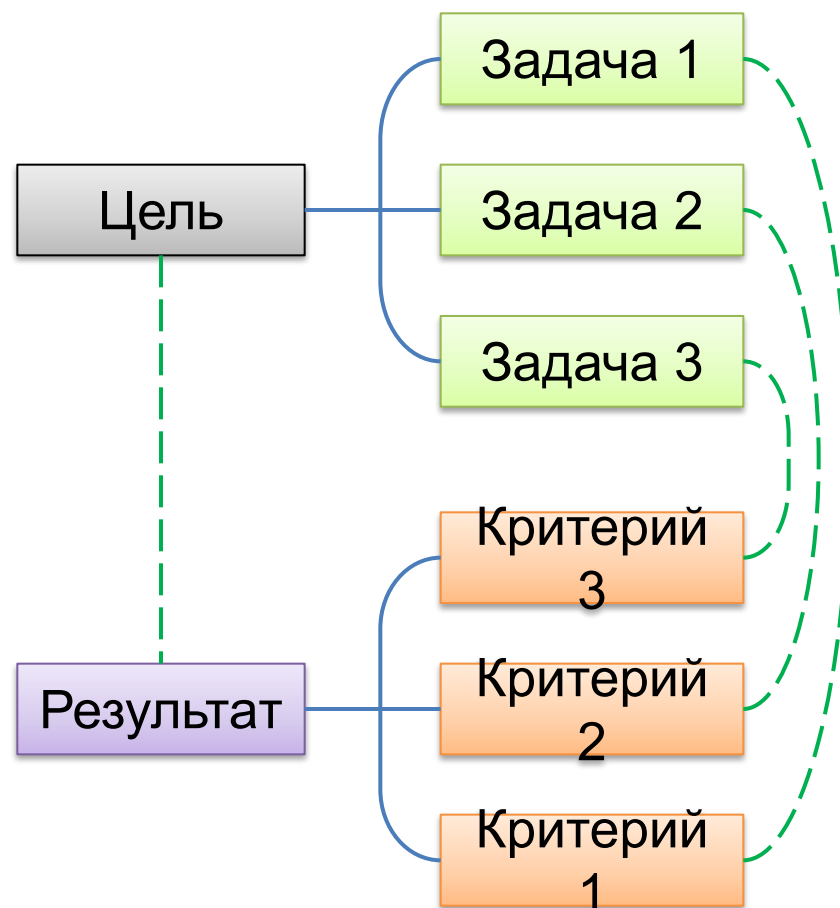 Задача 1
Цель
Задача 2
Задача 3
Критерий
3
Результат
Критерий
2
Критерий
1